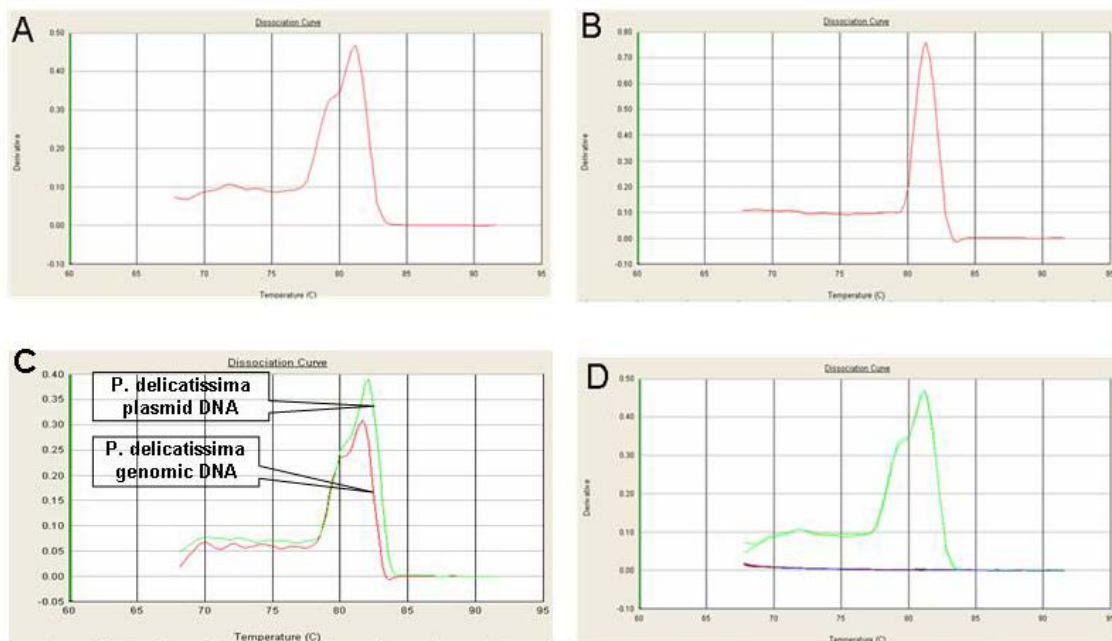 A
Dissociation Curve
0.50
0.40
0.30
0.20
0.10
0.00
-0.10
Derivative
60 65 70 75 80 85 90 95
Temperature (C)
B
Dissociation Curve
0.80
0.70
0.60
0.50
0.40
0.30
0.20
0.10
0.00
-0.10
Derivative
60 65 70 75 80 85 90 95
Temperature (C)
C
Dissociation Curve
0.40
0.35
0.30
0.25
0.20
0.15
0.10
0.05
0.00
-0.05
P. delicatissima
plasmid DNA
P. delicatissima
genomic DNA
60 65 70 75 80 85 90 95
Temperature (C)
D
Dissociation Curve
0.50
0.40
0.30
0.20
0.10
0.00
-0.10
Derivative
60 65 70 75 80 85 90 95
Temperature (C)